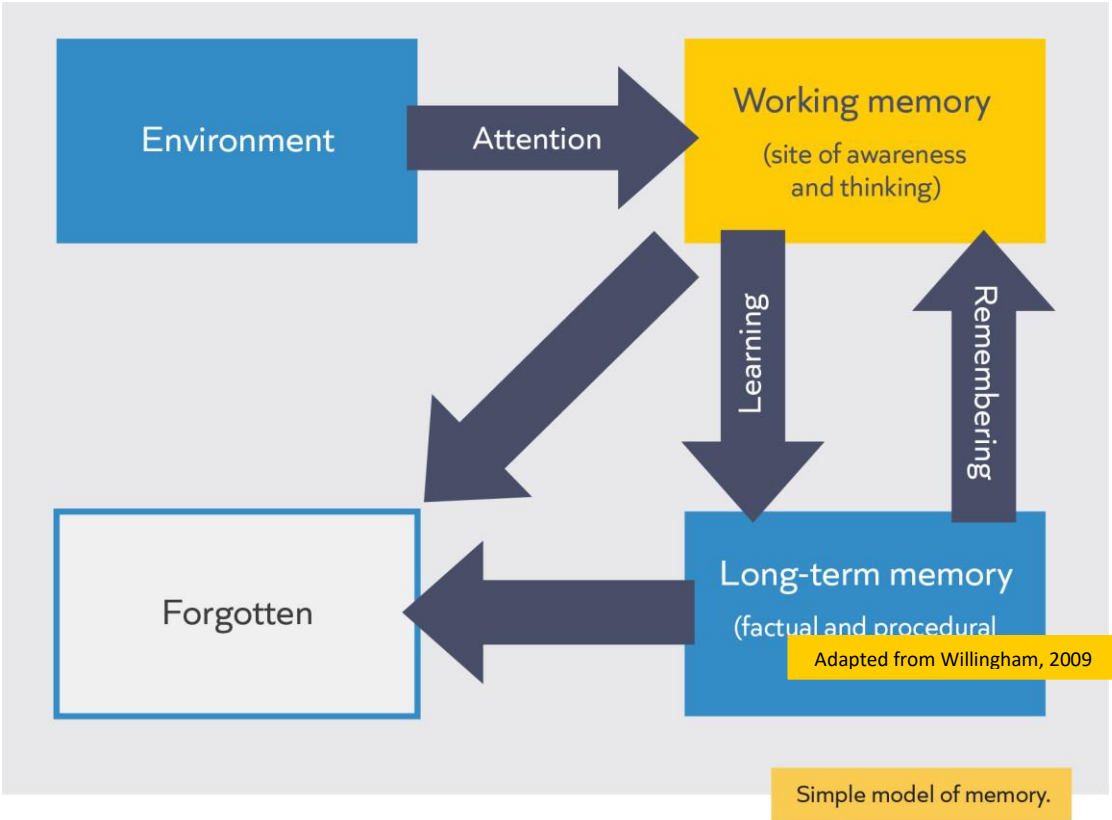 Environment
Attention
Working memory
(site of awareness
and thinking)
Learning
Remembering
Forgotten
Long-term memory
(factual and procedural
Adapted from Willingham, 2009
Simple model of memory.